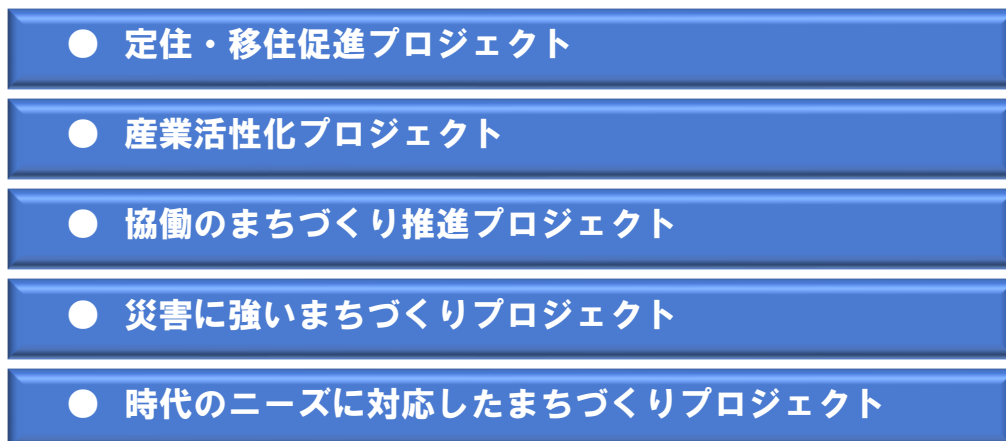 ● 定住・移住促進プロジェクト
● 産業活性化プロジェクト
● 協働のまちづくり推進プロジェクト
● 災害に強いまちづくりプロジェクト
● 時代のニーズに対応したまちづくりプロジェクト